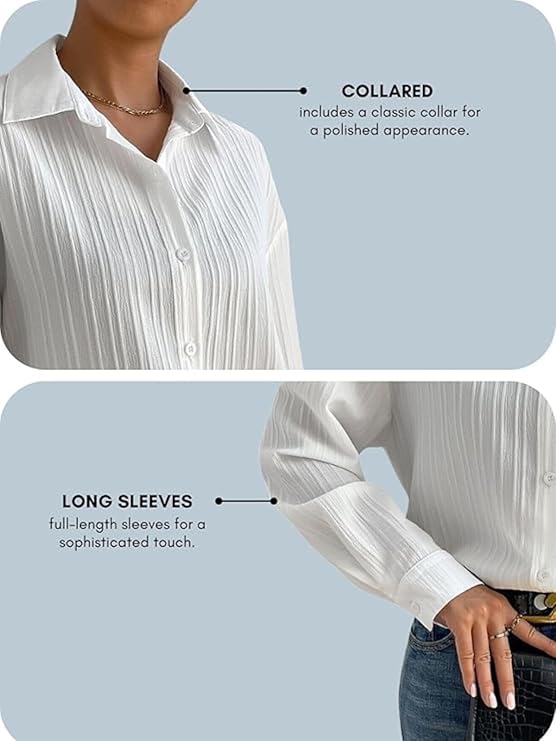 COLLARED
includes a classic collar for
a polished appearance.
LONG SLEEVES
full-length sleeves for a
sophisticated touch.